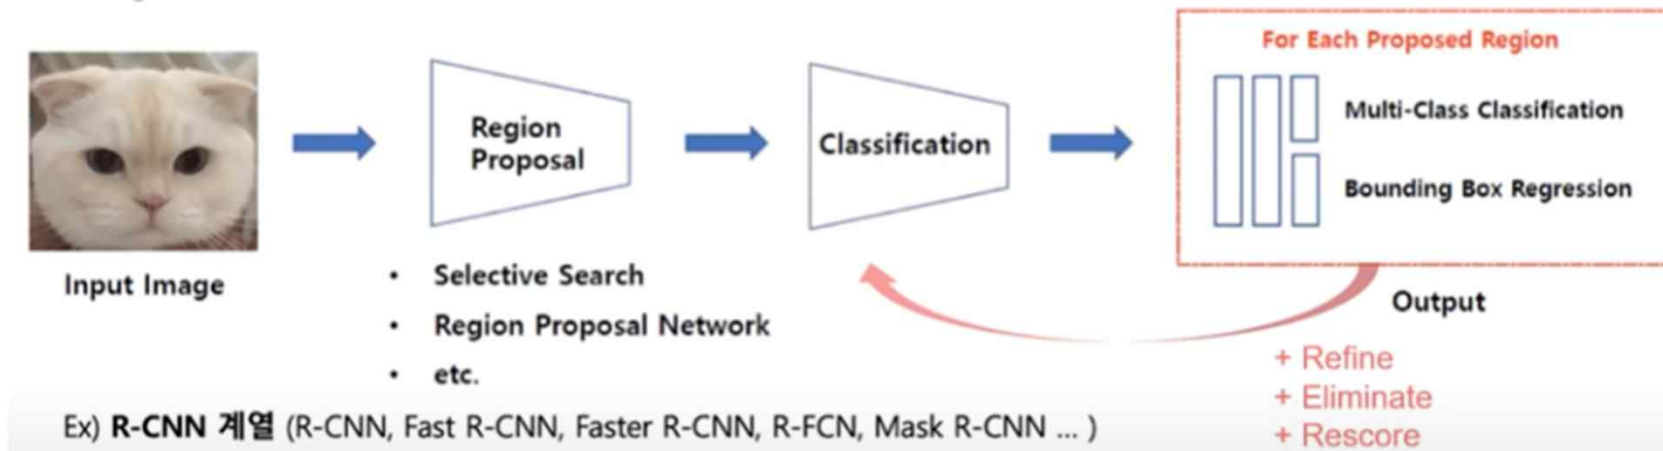 For Each Proposed Region
Region
Proposal
Classification
Multi-Class Classification
Bounding Box Regression
Input Image
• Selective Search
• Region Proposal Network
• etc.
Output
+ Refine
+ Eliminate
+ Rescore
Ex) R-CNN 계열 (R-CNN, Fast R-CNN, Faster R-CNN, R-FCN, Mask R-CNN ... )